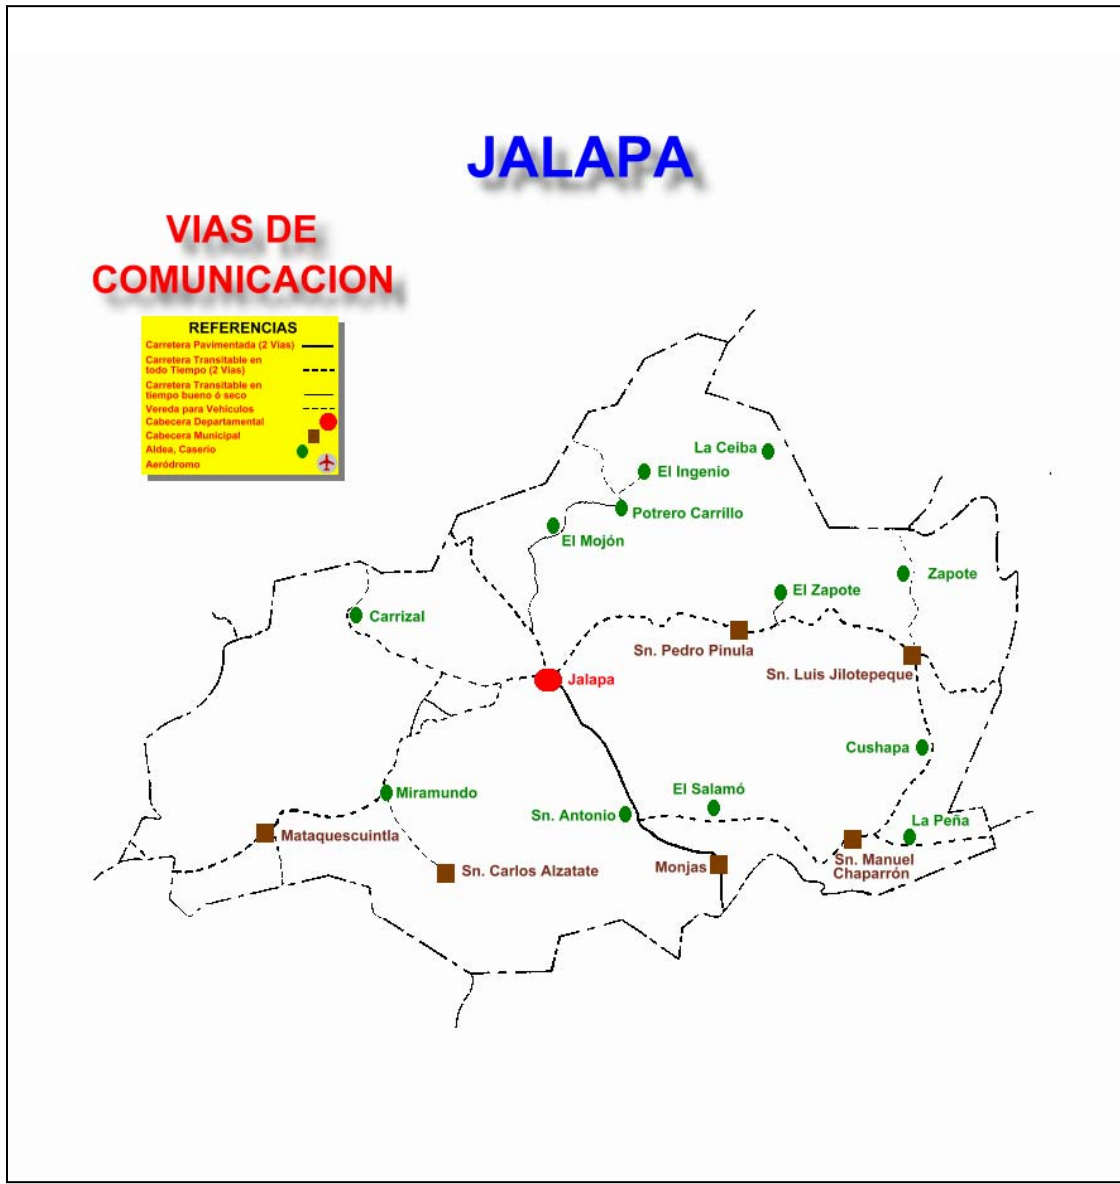 JALAPA
VIAS DE
COMUNICACION
REFERENCIAS
Carretera Pavimentada (2 Vías)
Carretera Transitable en
todo Tiempo (2 Vias)
Carretera Transitable en
tiempo bueno ó seco
Vereda para Vehiculos
Cabecera Departamental
Cabecera Municipal
Aldea, Caserio
Aeródromo
La Ceiba
El Ingenio
Potrero Carrillo
El Mojón
Zapote
El Zapote
Carrizal
Sn. Pedro Pinula
Sn. Luis Jilotepeque
Jalapa
Cushapa
El Salamó
Miramundo
Sn. Antonio
La Peña
Mataquescuintla
Sn. Manuel
Chaparrón
Monjas
Sn. Carlos Alzatate